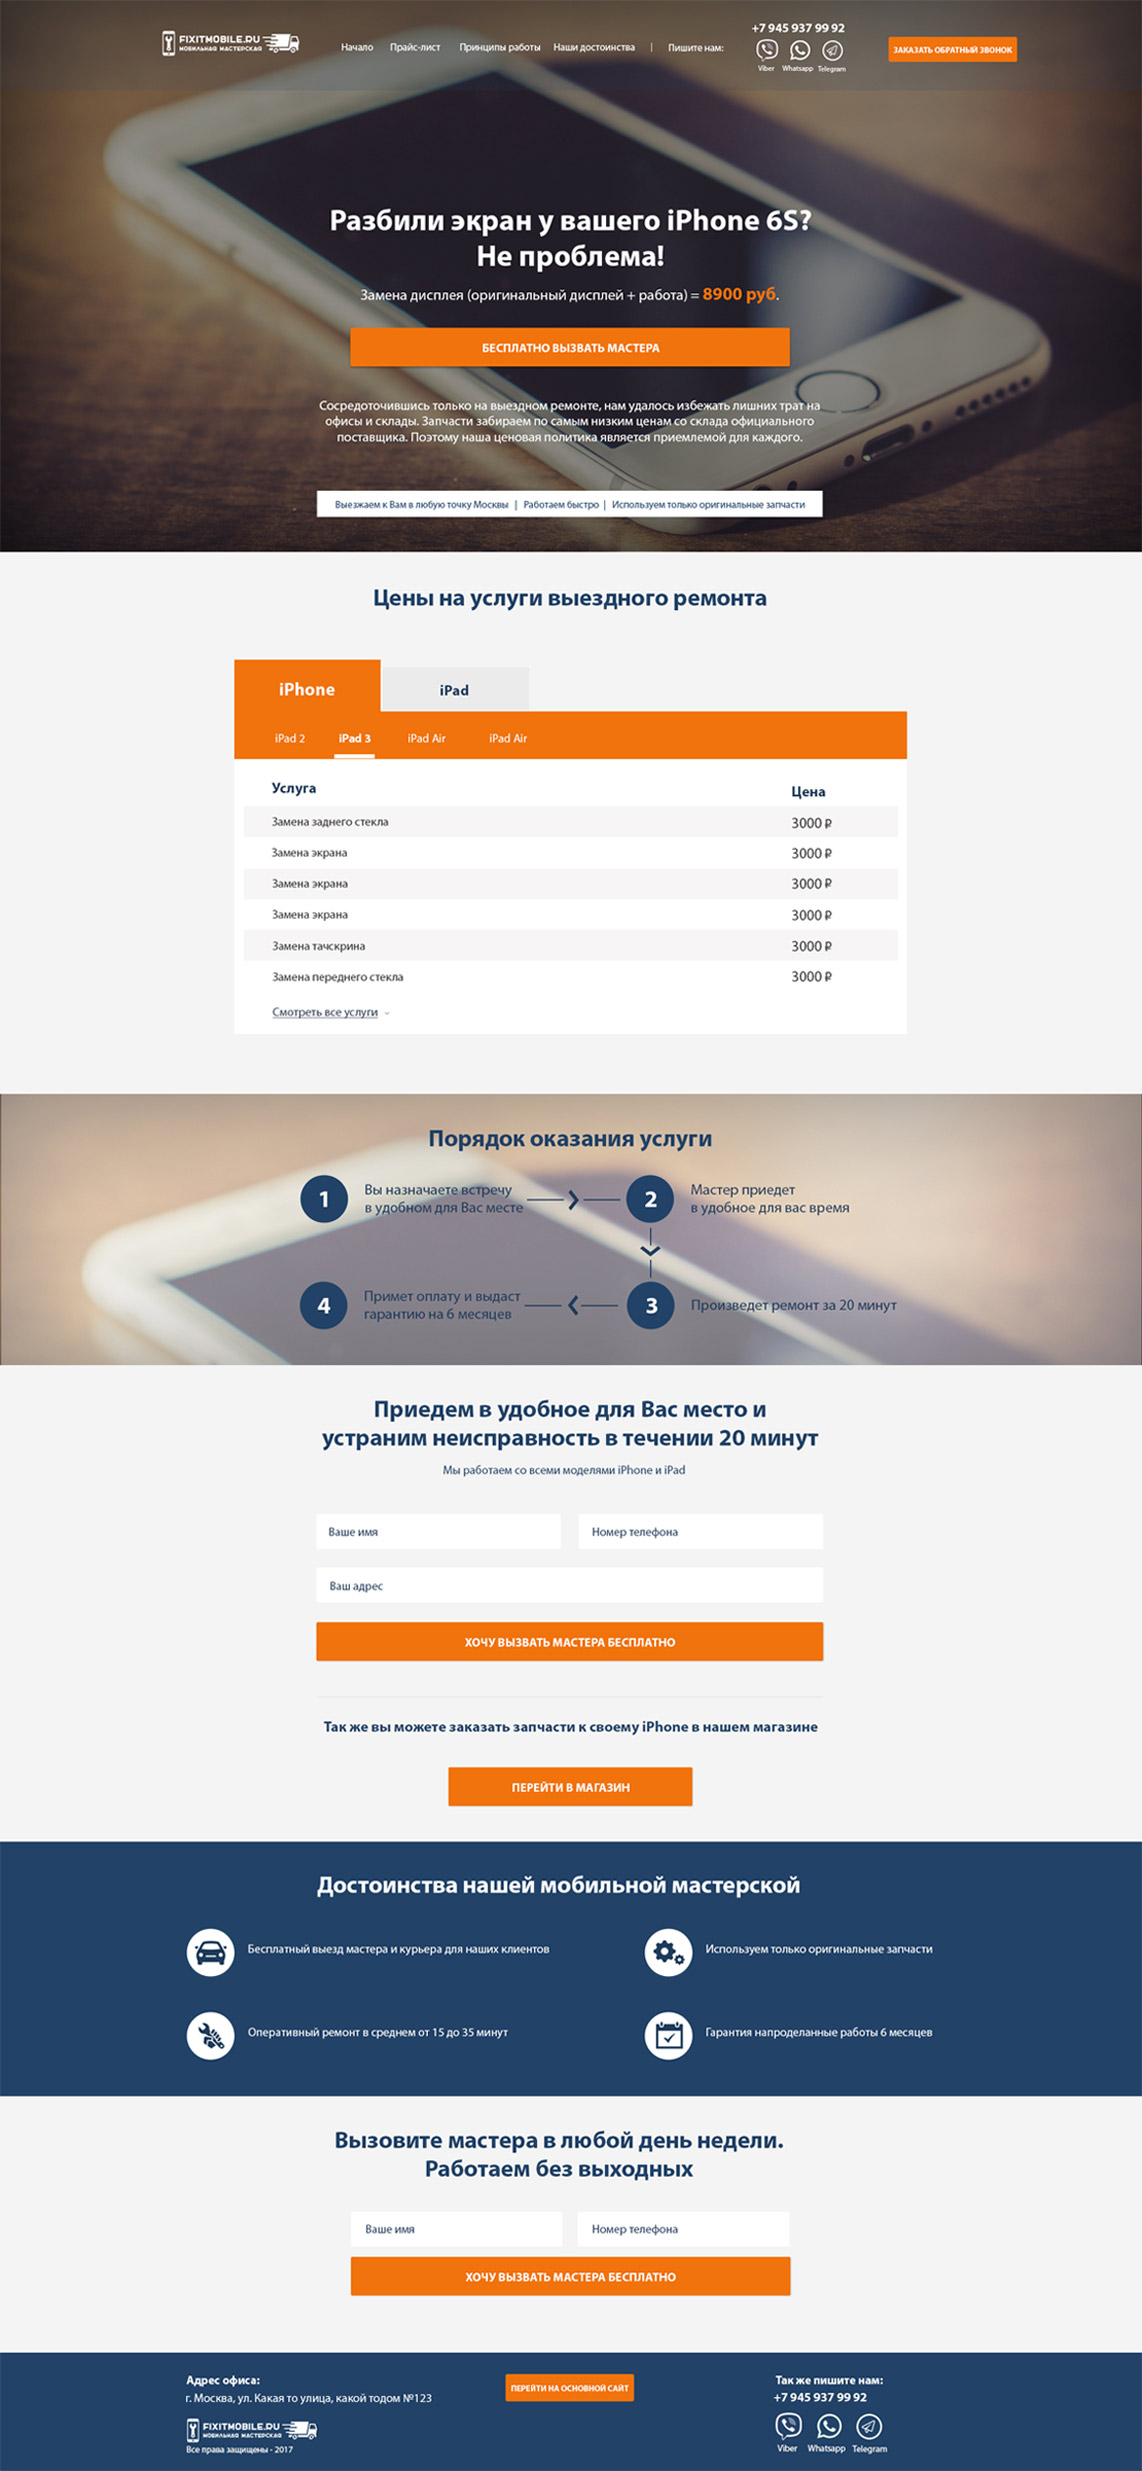 FIXITMOBILE.RU
МОБИЛЬНАЯ МАСТЕРСКАЯ
Начало
Прайс-лист
Принципы работы
Наши достоинства
|
Пишите нам:
+7 945 937 99 92
Viber
Whatsapp
Telegram
ЗАКАЗАТЬ ОБРАТНЫЙ ЗВОНОК
Разбили экран у вашего iPhone 6S?
Не проблема!
Замена дисплея (оригинальный дисплей + работа) = 8900 руб.
БЕСПЛАТНО ВЫЗВАТЬ МАСТЕРА
Сосредоточившись только на выездном ремонте, нам удалось избежать лишних трат на
офисы и склады. Запчасти забираем по самым низким ценам со склада официального
поставщика. Поэтому наша ценовая политика является приемлемой для каждого.
Выезжаем к Вам в любую точку Москвы | Работаем быстро | Используем только оригинальные запчасти
Цены на услуги выездного ремонта
iPhone
iPad
iPad 2
iPad 3
iPad Air
iPad Air
Услуга
Цена
Замена заднего стекла
3000 ₽
Замена экрана
3000 ₽
Замена экрана
3000 ₽
Замена экрана
3000 ₽
Замена тачскрина
3000 ₽
Замена переднего стекла
3000 ₽
Смотреть все услуги
Порядок оказания услуги
1
Вы назначаете встречу
в удобном для Вас месте
2
Мастер приедет
в удобное для вас время
4
Примет оплату и выдаст
гарантию на 6 месяцев
3
Произведет ремонт за 20 минут
Приедем в удобное для Вас место и
устраним неисправность в течении 20 минут
Мы работаем со всеми моделями iPhone и iPad
Ваше имя
Номер телефона
Ваш адрес
ХОЧУ ВЫЗВАТЬ МАСТЕРА БЕСПЛАТНО
Так же вы можете заказать запчасти к своему iPhone в нашем магазине
ПЕРЕЙТИ В МАГАЗИН
Достоинства нашей мобильной мастерской
Бесплатный выезд мастера и курьера для наших клиентов
Используем только оригинальные запчасти
Оперативный ремонт в среднем от 15 до 35 минут
Гарантия напроделанные работы 6 месяцев
Вызовите мастера в любой день недели.
Работаем без выходных
Ваше имя
Номер телефона
ХОЧУ ВЫЗВАТЬ МАСТЕРА БЕСПЛАТНО
Адрес офиса:
г. Москва, ул. Какая то улица, какой тодом №123
FIXITMOBILE.RU
МОБИЛЬНАЯ МАСТЕРСКАЯ
Все права защищены - 2017
ПЕРЕЙТИ НА ОСНОВНОЙ САЙТ
Так же пишите нам:
+7 945 937 99 92
Viber
Whatsapp
Telegram